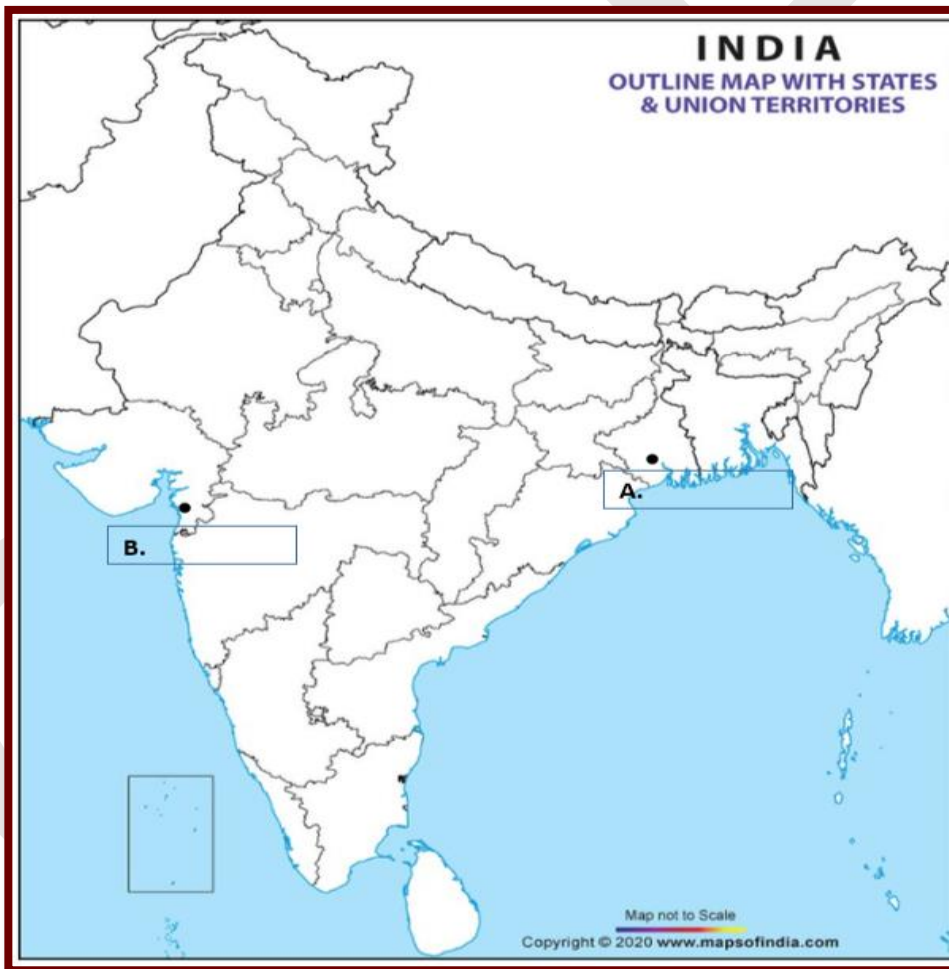 INDIA
OUTLINE MAP WITH STATES
& UNION TERRITORIES
A.
B.
Map not to Scale
Copyright © 2020 www.mapsofindia.com